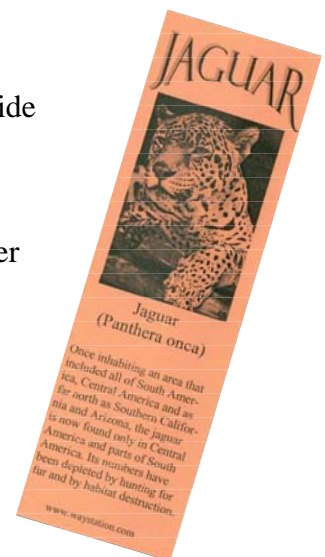 ide
er
JAGUAR
Jaguar
(Panthera onca)
Once inhabiting an area that
included all of South Amer-
ica, Central America and as
far north as Southern Califor-
nia and Arizona, the jaguar
is now found only in Central
America and parts of South
America. Its numbers have
been depleted by hunting for
fur and by habitat destruction.
www.waystation.com